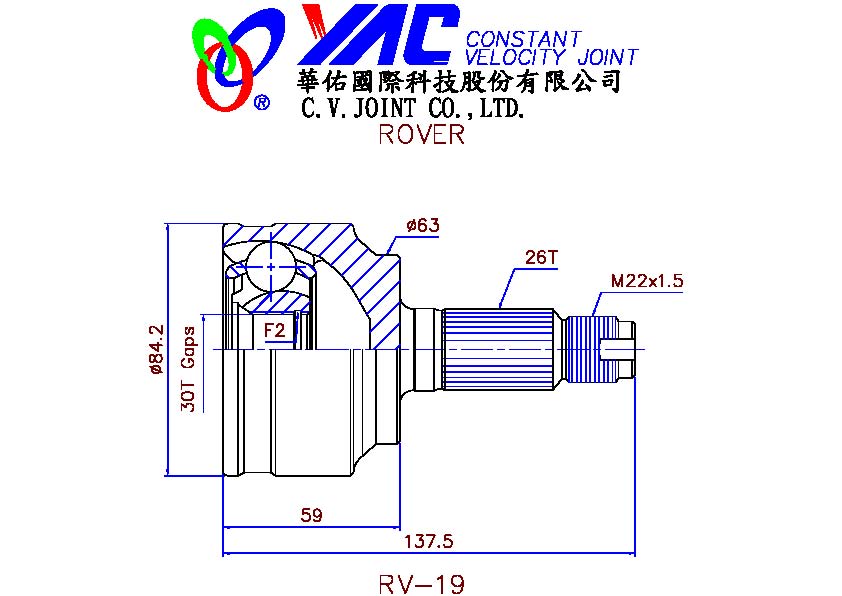 YAC CONSTANT
VELOCITY JOINT
®
華佑國際科技股份有限公司
C.V.JOINT CO.,LTD.
ROVER
ø63
26T
M22x1.5
F2
ø84.2
30T Gaps
59
137.5
RV-19